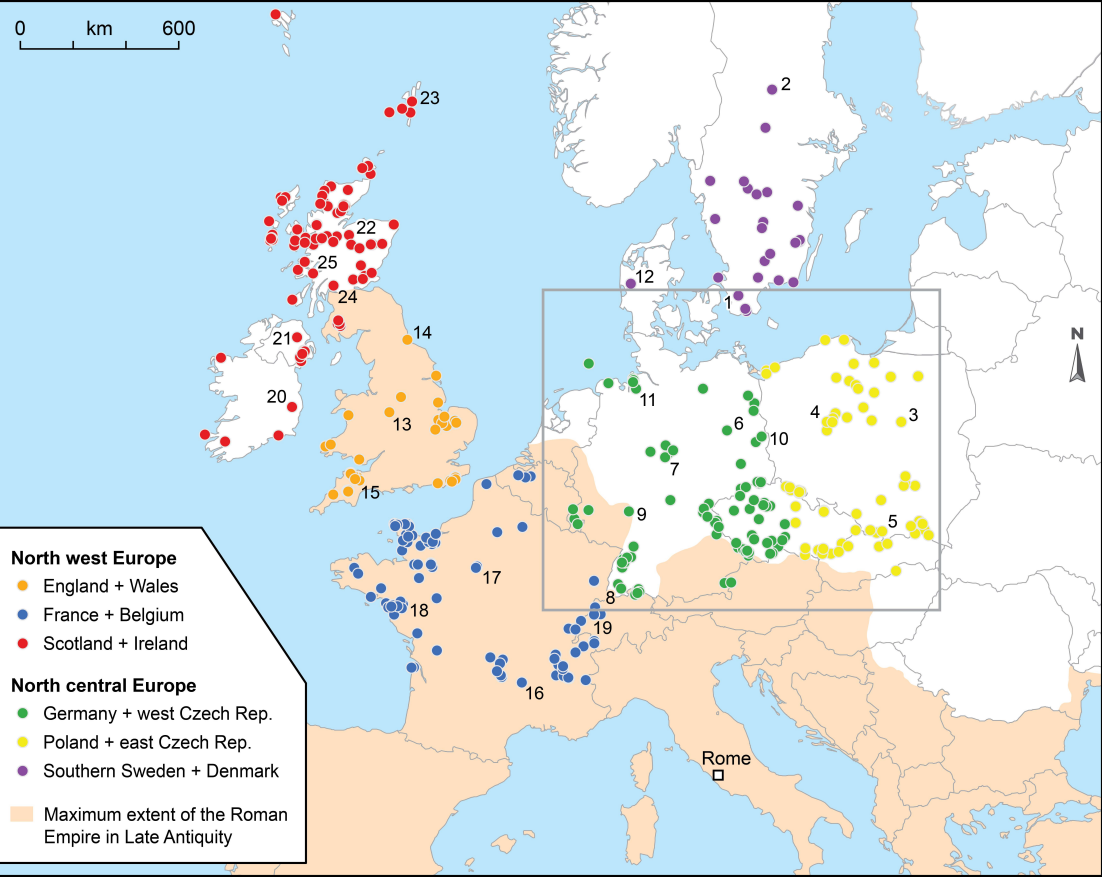 0 km 600
23
2
22
25
24
12
1
14
21
20
13
15
11
6
10
4
3
7
9
5
8
17
18
19
16
N
North west Europe
England + Wales
France + Belgium
Scotland + Ireland
North central Europe
Germany + west Czech Rep.
Poland + east Czech Rep.
Southern Sweden + Denmark
Maximum extent of the Roman
Empire in Late Antiquity
Rome